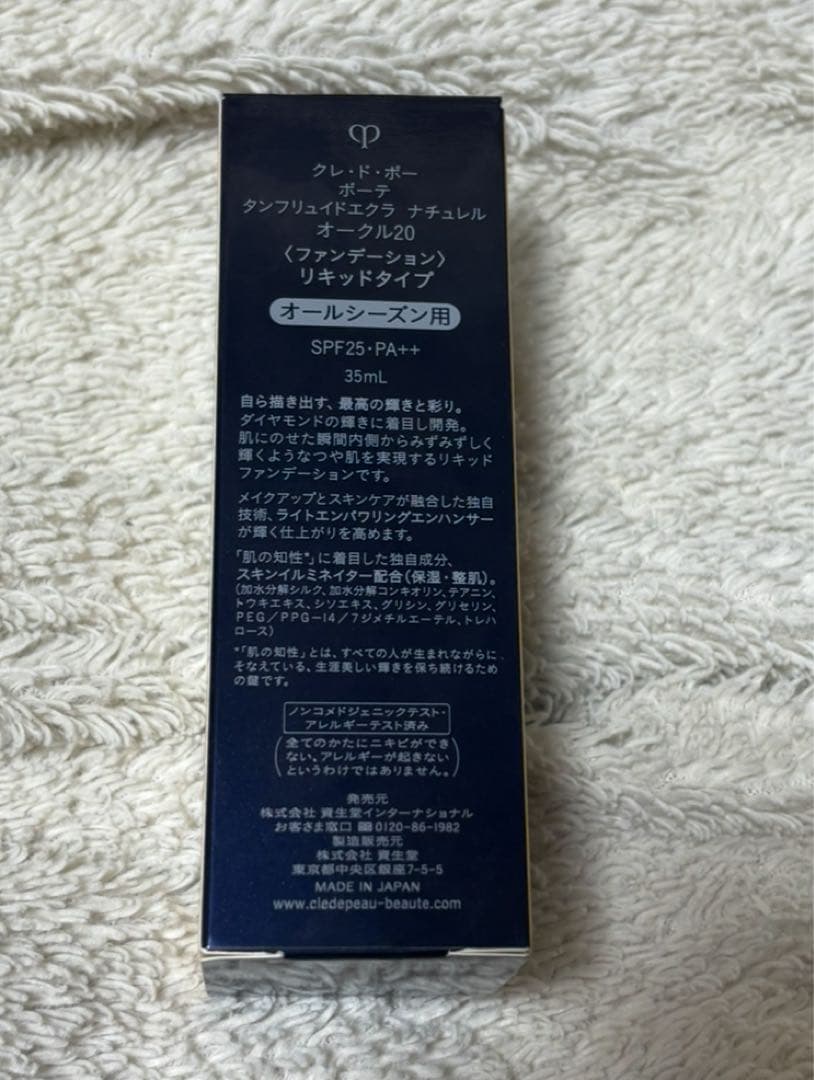 クレ・ド・ポー
ボーテ
タンフリュイドエクラ ナチュレル
オークル20
〈ファンデーション〉
リキッドタイプ
オールシーズン用
SPF25・PA++
35mL
自ら描き出す、最高の輝きと彩り。
ダイヤモンドの輝きに着目し開発。
肌にのせた瞬間内側からみずみずしく
輝くようなつや肌を実現するリキッド
ファンデーションです。
メイクアップとスキンケアが融合した独自
技術、ライトエンパワリングエンハンサー
が輝く仕上がりを高めます。
「肌の知性*」に着目した独自成分、
スキンイルミネイター配合(保湿・整肌)。
(加水分解シルク、加水分解コンキオリン、テアニン、
トウキエキス、シソエキス、グリシン、グリセリン、
PEG/PPG-14/7ジメチルエーテル、トレハ
ロース)
*「肌の知性」とは、すべての人が生まれながらに
そなえている、生涯美しい輝きを保ち続けるため
の鍵です。
ノンコメドジェニックテスト・
アレルギーテスト済み
(全てのかたにニキビができ
ない、アレルギーが起きない
というわけではありません。)
発売元
株式会社 資生堂インターナショナル
お客さま窓口 0120-86-1982
製造販売元
株式会社 資生堂
東京都中央区銀座7-5-5
MADE IN JAPAN
www.cledepeau-beaute.com